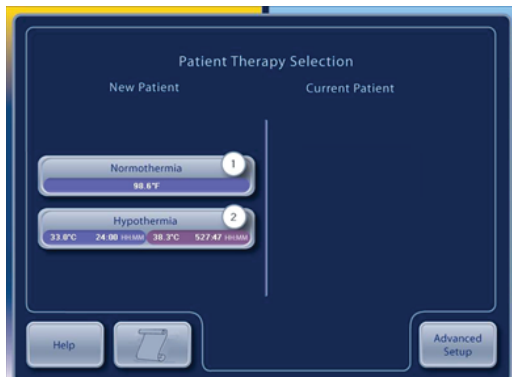 Patient Therapy Selection
New Patient
Current Patient
Normothermia 1
98.6°F
Hypothermia 2
33.0°C 24:00 HH:MM 38.3°C 527:47 HH:MM
Help
Advanced
Setup